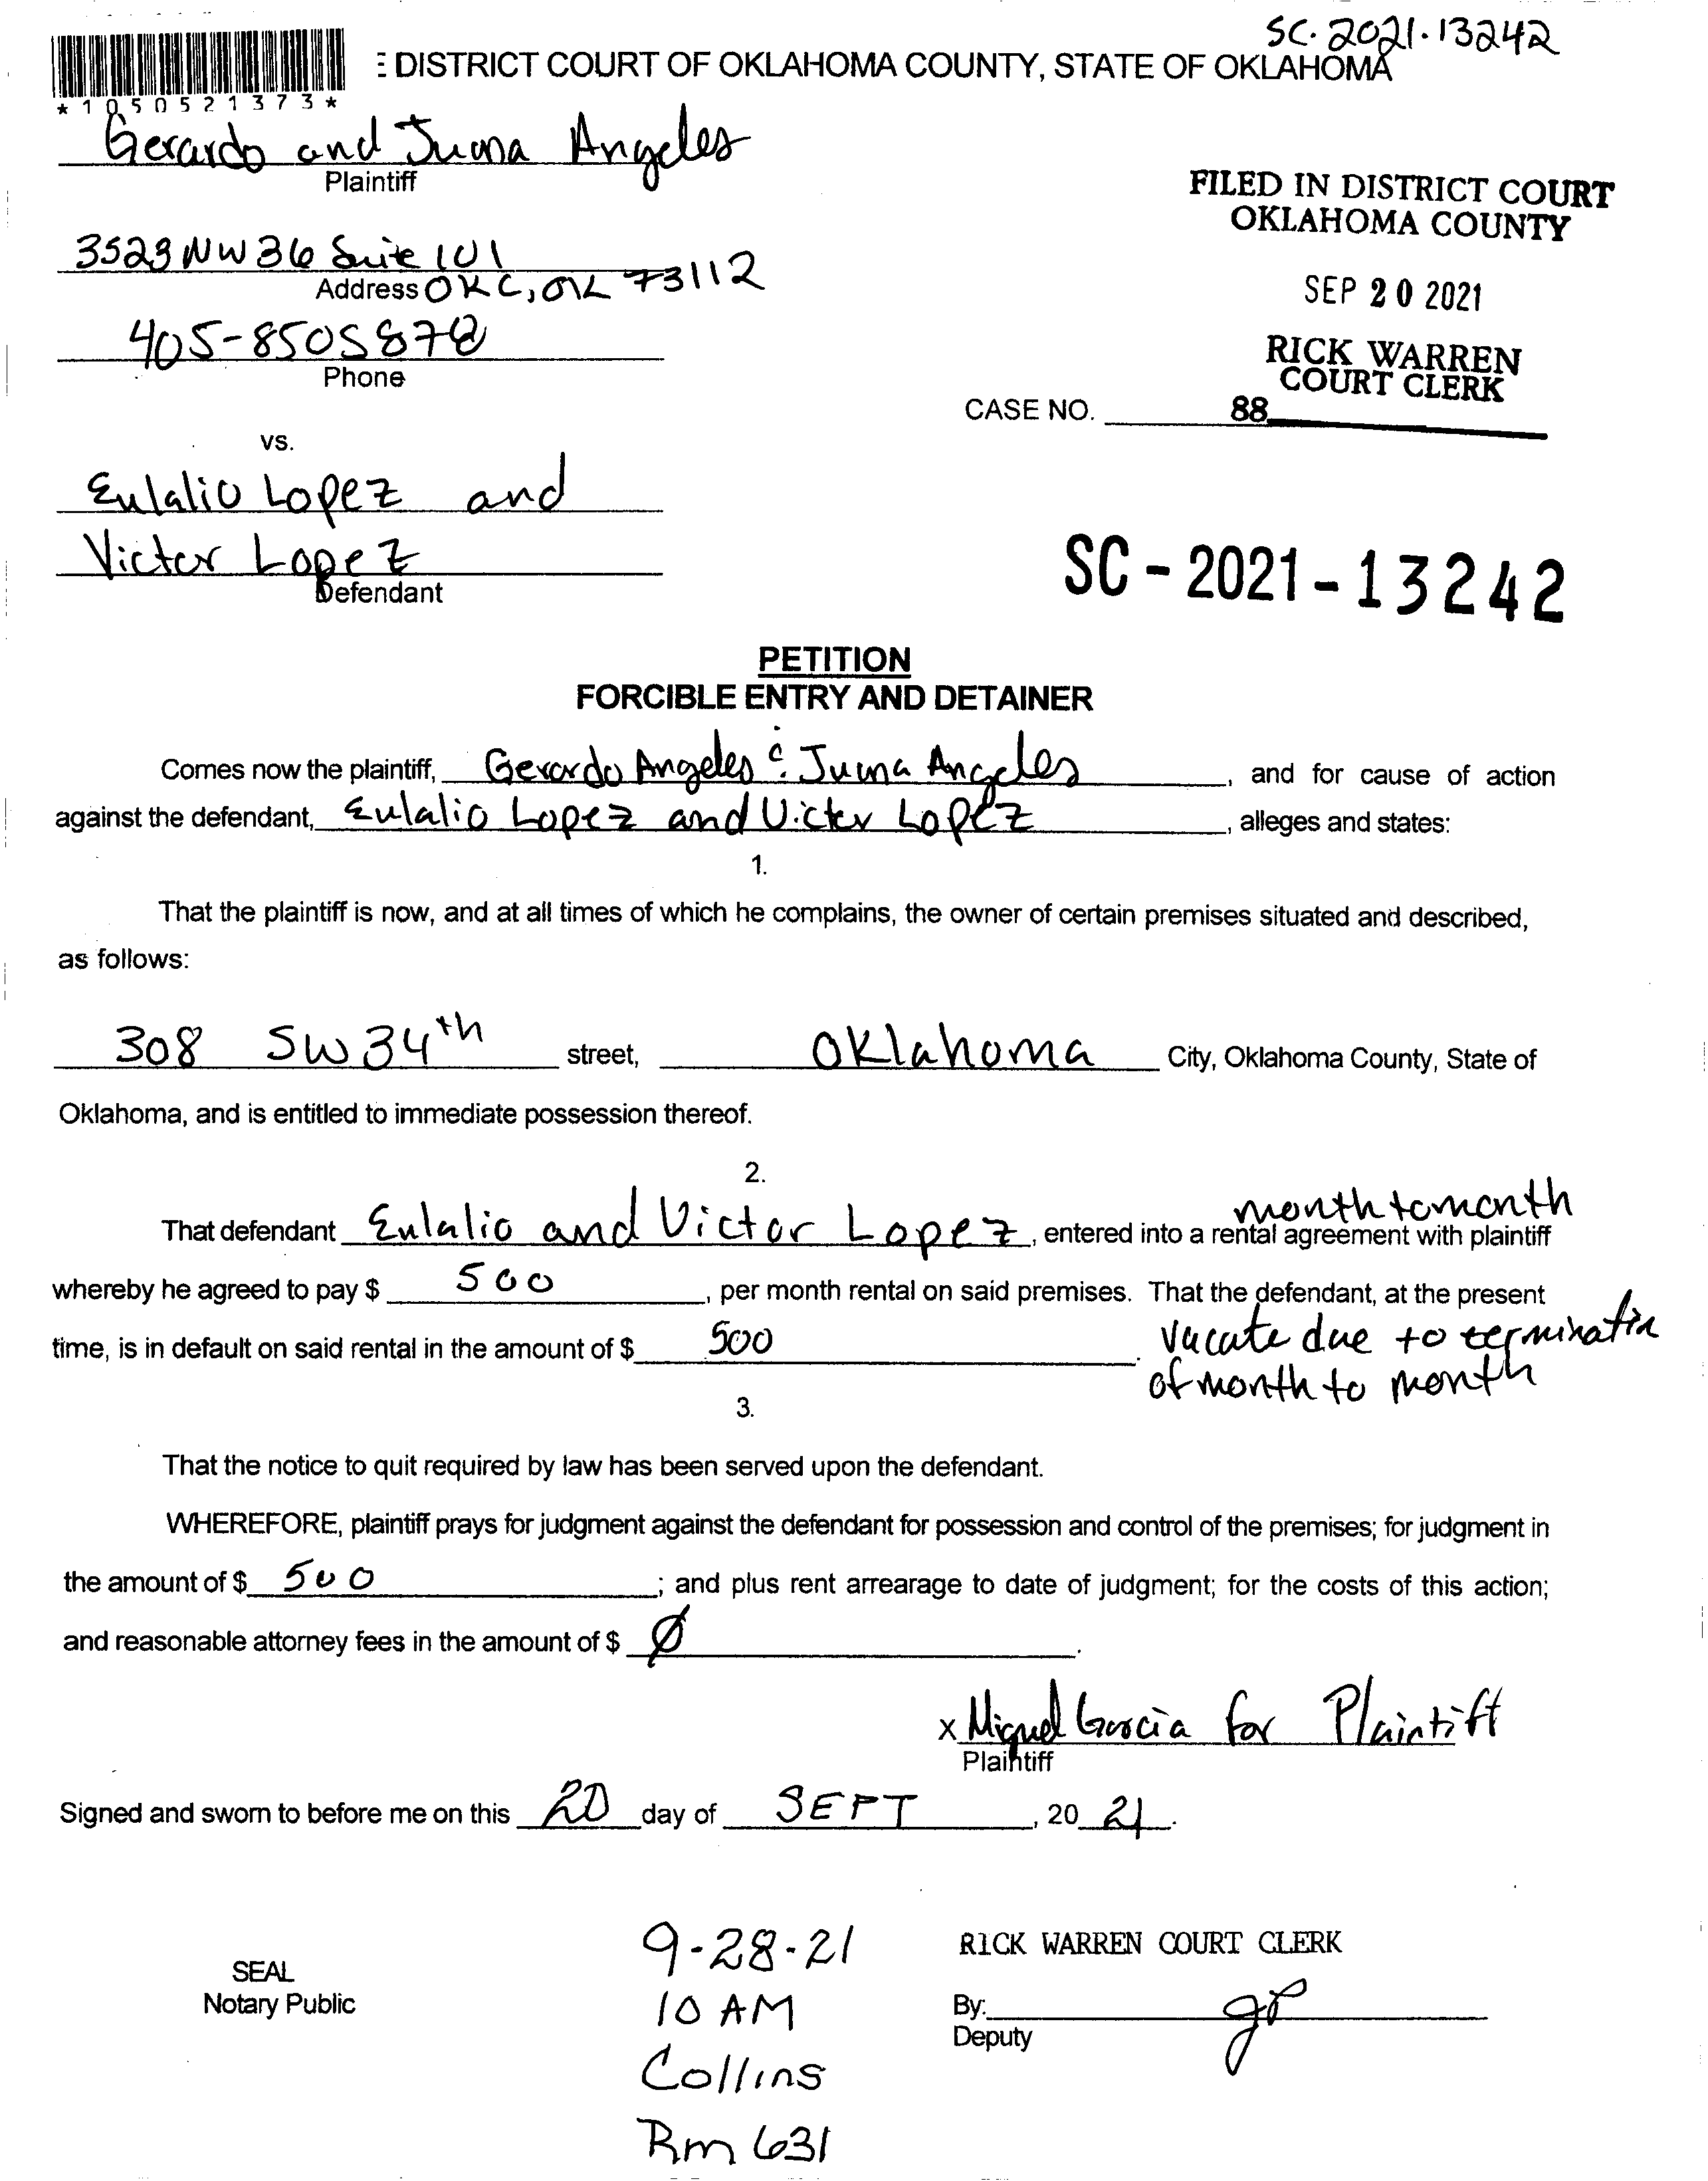 SC-2021-13242
E DISTRICT COURT OF OKLAHOMA COUNTY, STATE OF OKLAHOMA
*1050521373*
Gerardo and Juana Angeles
Plaintiff
FILED IN DISTRICT COURT
OKLAHOMA COUNTY
3523 NW 36 Suite 101
Address OKC, OK 73112
SEP 20 2021
405-8505878
Phone
RICK WARREN
COURT CLERK
CASE NO. 88
vs.
Eulalio Lopez and
Victor Lopez
Defendant
SC-2021-13242
PETITION
FORCIBLE ENTRY AND DETAINER
Comes now the plaintiff, Gerardo Angeles & Juana Angeles, and for cause of action
against the defendant, Eulalio Lopez and Victor Lopez, alleges and states:
1.
That the plaintiff is now, and at all times of which he complains, the owner of certain premises situated and described,
as follows:
308 SW 34th street, Oklahoma City, Oklahoma County, State of
Oklahoma, and is entitled to immediate possession thereof.
2.
month to month
That defendant Eulalio and Victor Lopez, entered into a rental agreement with plaintiff
whereby he agreed to pay $ 500, per month rental on said premises. That the defendant, at the present
time, is in default on said rental in the amount of $ 500. Vacate due to terminatin
of month to month
3.
That the notice to quit required by law has been served upon the defendant.
WHEREFORE, plaintiff prays for judgment against the defendant for possession and control of the premises; for judgment in
the amount of $ 500; and plus rent arrearage to date of judgment; for the costs of this action;
and reasonable attorney fees in the amount of $ Ø.
x Miguel Garcia for Plaintiff
Plaintiff
Signed and sworn to before me on this 20 day of SEPT, 20 21.
9-28-21
10 AM
Collins
Rm 631
SEAL
Notary Public
RICK WARREN COURT CLERK
By: gp
Deputy